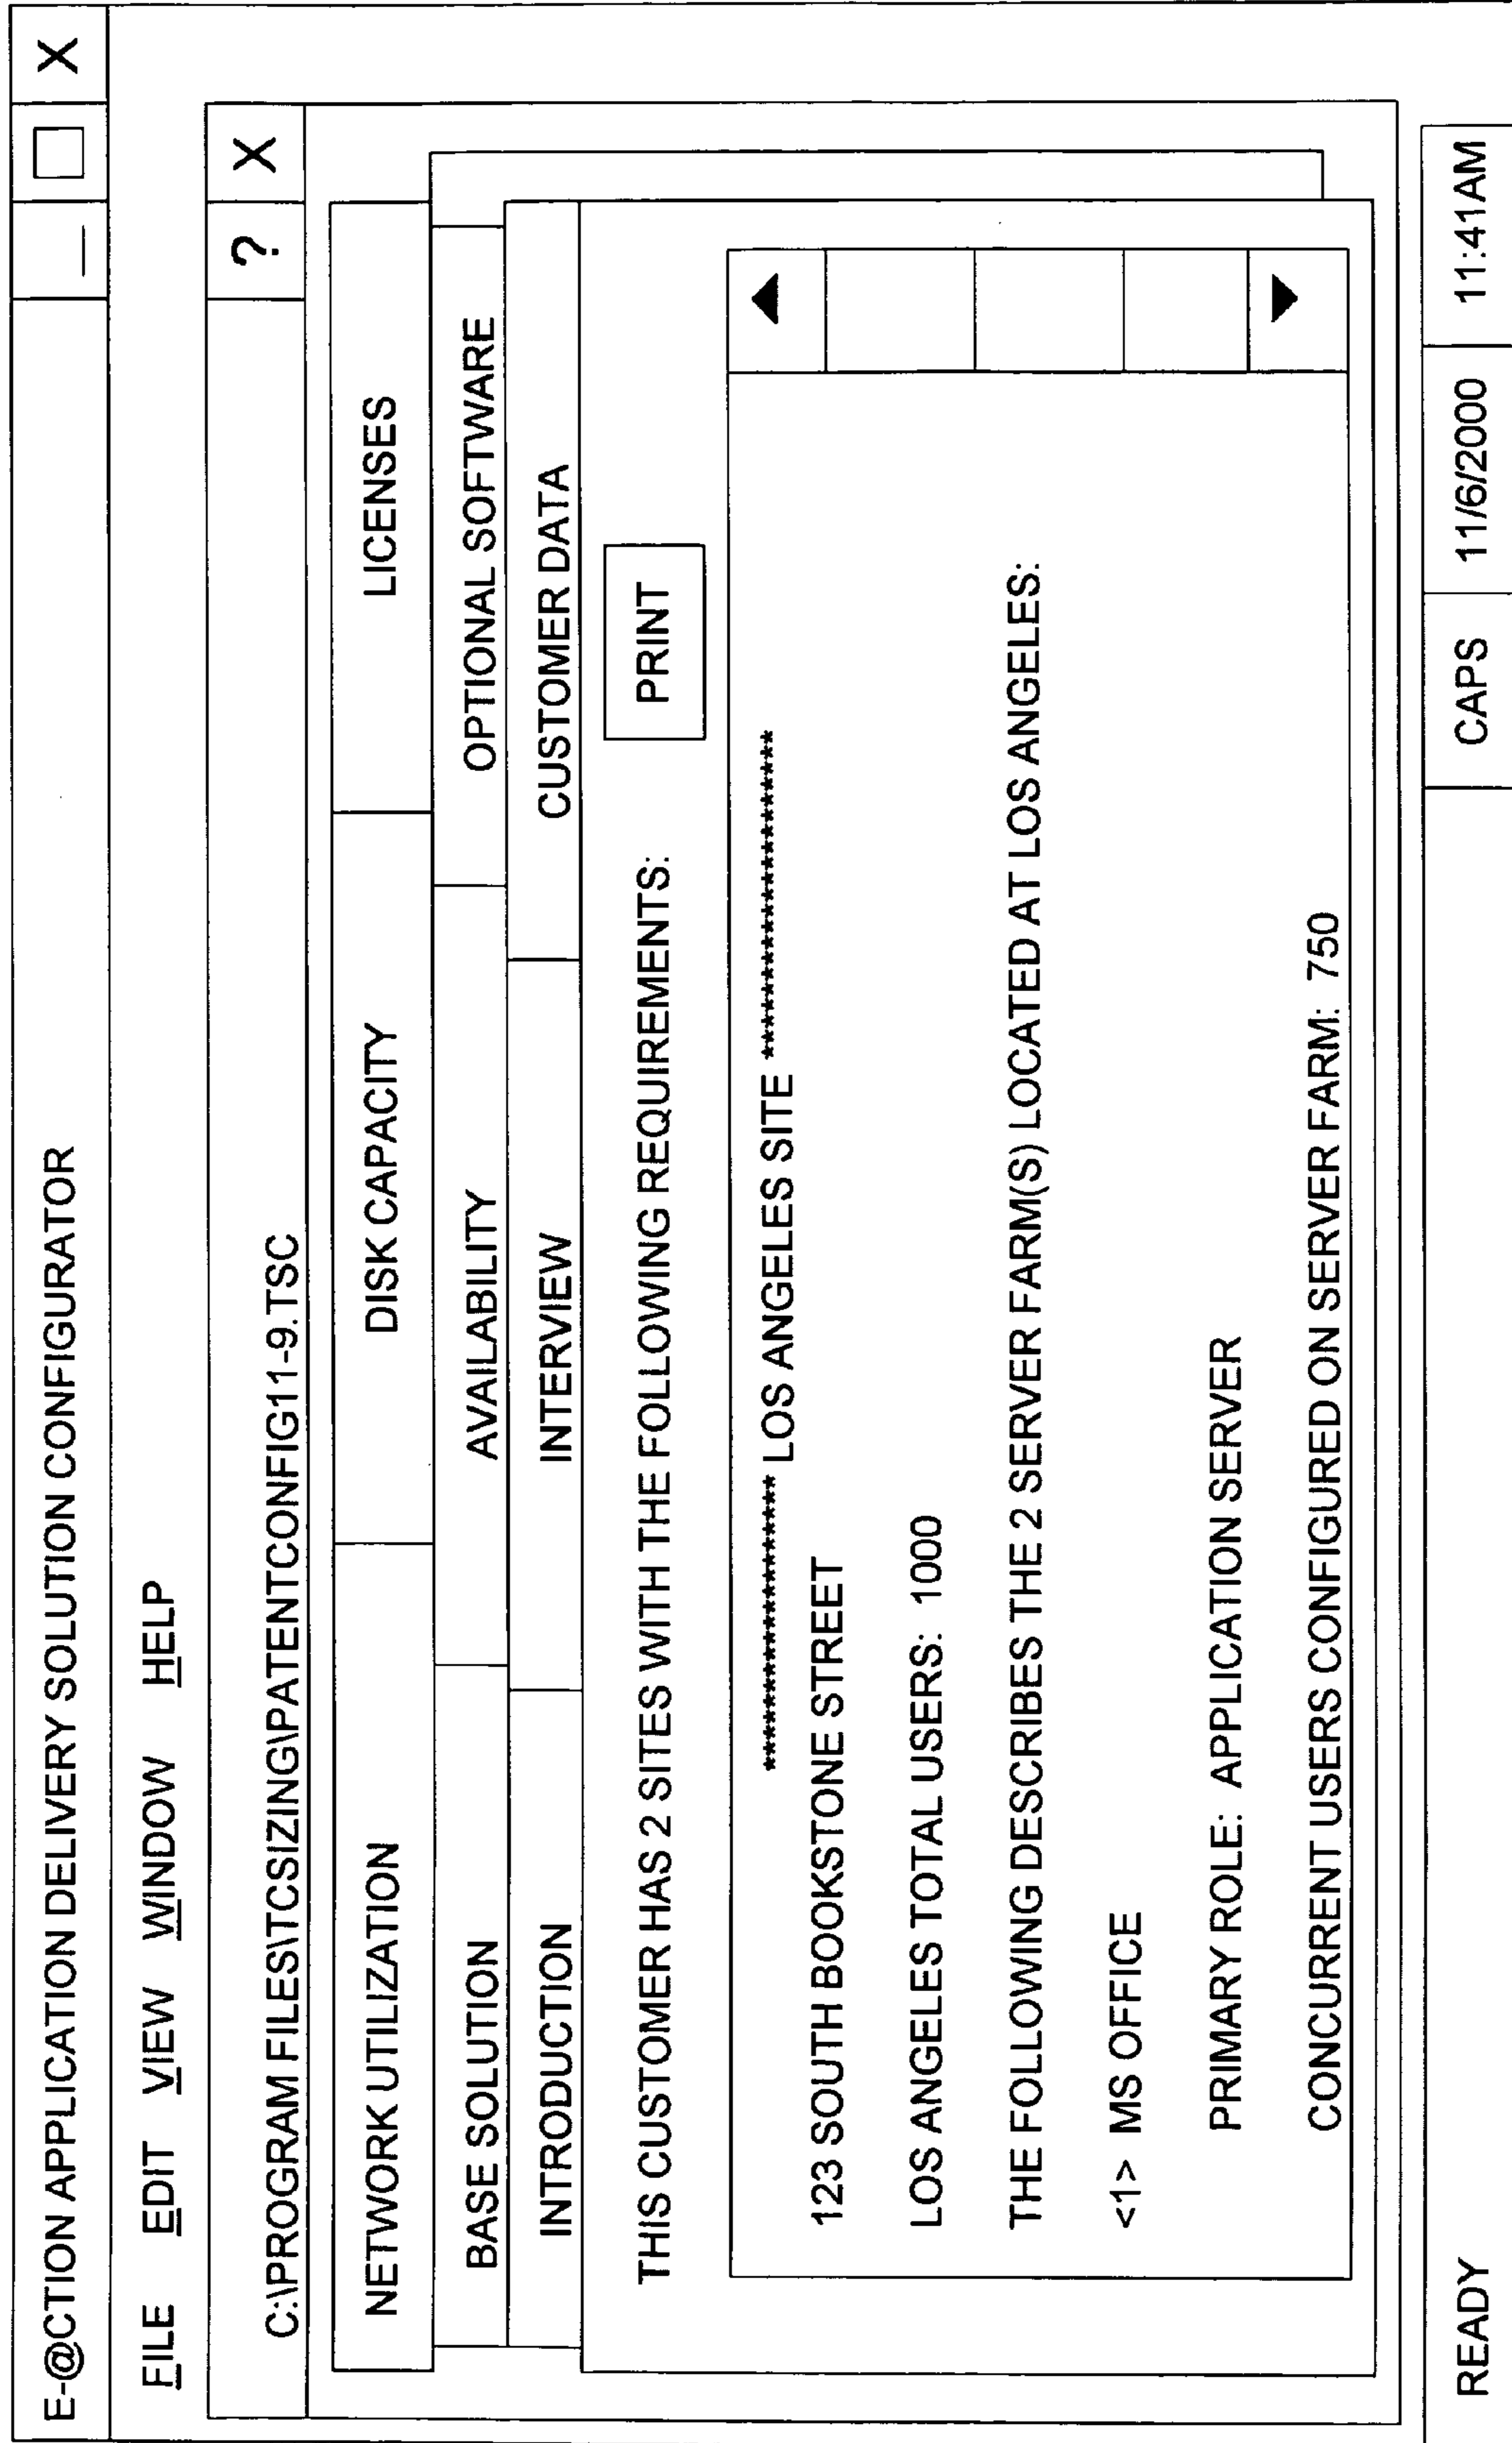 E-@CTION APPLICATION DELIVERY SOLUTION CONFIGURATOR _ X
FILE EDIT VIEW WINDOW HELP
C:\PROGRAM FILES\TCSIZING\PATENTCONFIG11-9.TSC ? X
NETWORK UTILIZATION DISK CAPACITY LICENSES
BASE SOLUTION AVAILABILITY OPTIONAL SOFTWARE
INTRODUCTION INTERVIEW CUSTOMER DATA
THIS CUSTOMER HAS 2 SITES WITH THE FOLLOWING REQUIREMENTS: PRINT
************************ LOS ANGELES SITE ***************************
123 SOUTH BOOKSTONE STREET
LOS ANGELES TOTAL USERS: 1000
THE FOLLOWING DESCRIBES THE 2 SERVER FARM(S) LOCATED AT LOS ANGELES:
<1> MS OFFICE
PRIMARY ROLE: APPLICATION SERVER
CONCURRENT USERS CONFIGURED ON SERVER FARM: 750
READY CAPS 11/6/2000 11:41AM